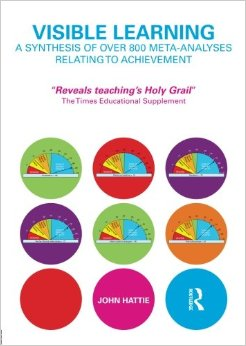 VISIBLE LEARNING
A SYNTHESIS OF OVER 800 META-ANALYSES
RELATING TO ACHIEVEMENT
"Reveals teaching's Holy Grail"
The Times Educational Supplement
JOHN HATTIE
R
ROUTLEDGE